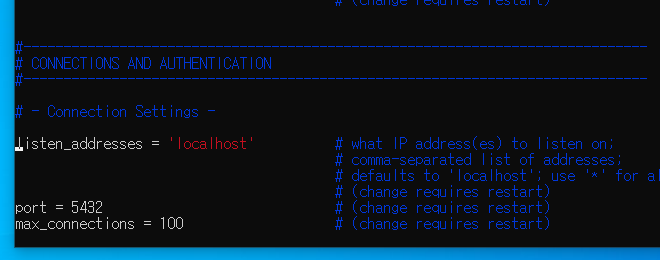 # (change requires restart)
#------------------------------------------------------------------------------
# CONNECTIONS AND AUTHENTICATION
#------------------------------------------------------------------------------
# - Connection Settings -
listen_addresses = 'localhost' # what IP address(es) to listen on;
# comma-separated list of addresses;
# defaults to 'localhost'; use '*' for al
# (change requires restart)
port = 5432 # (change requires restart)
max_connections = 100 # (change requires restart)